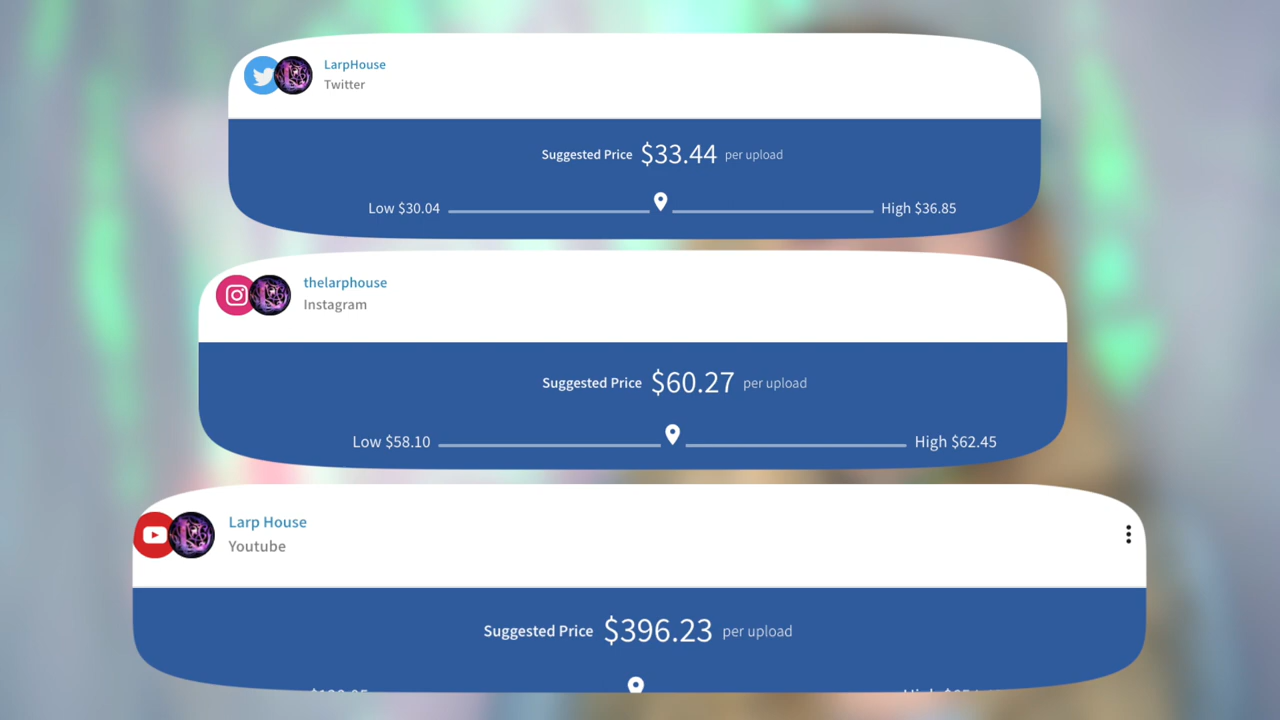 LarpHouse
Twitter
Suggested Price $33.44 per upload
Low $30.04 High $36.85
thelarphouse
Instagram
Suggested Price $60.27 per upload
Low $58.10 High $62.45
Larp House
Youtube
Suggested Price $396.23 per upload
High